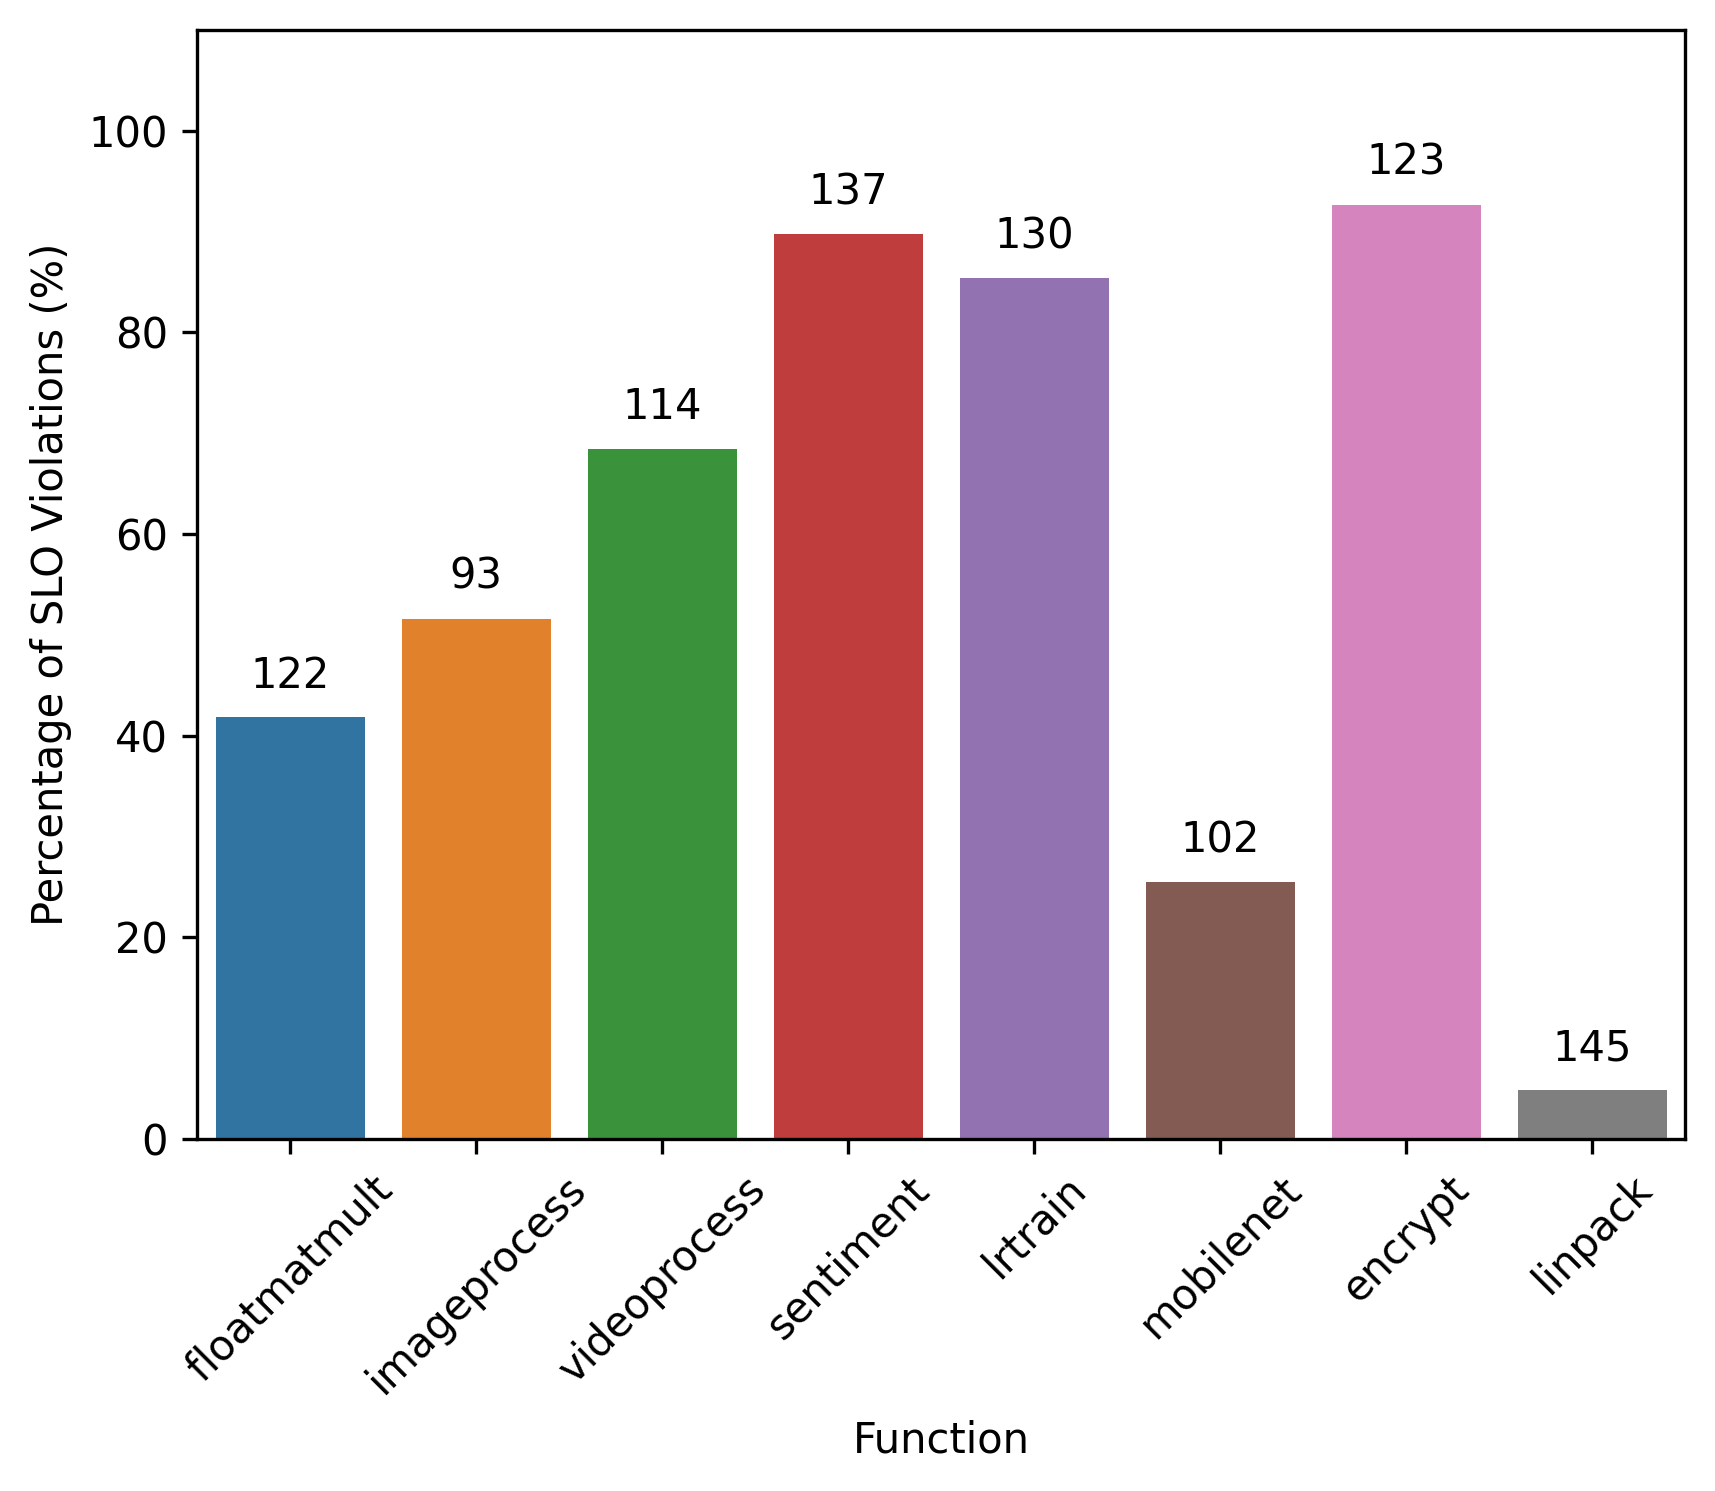 Percentage of SLO Violations (%)
100
80
60
40
20
0
122
93
114
137
130
102
123
145
floatmatmult
imageprocess
videoprocess
sentiment
lrtrain
mobilenet
encrypt
linpack
Function